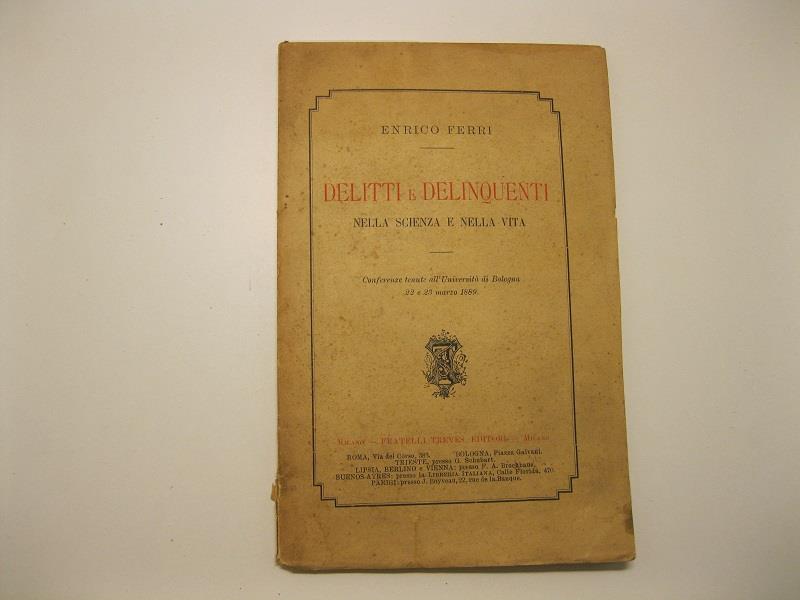 ENRICO FERRI
DELITTI E DELINQUENTI
NELLA SCIENZA E NELLA VITA
Conferenze tenute all'Università di Bologna
22 e 23 marzo 1889.
MILANO — FRATELLI TREVES, EDITORI — MILANO
ROMA, Via del Corso, 383. BOLOGNA, Piazza Galvani.
TRIESTE, presso G. Schubart.
LIPSIA, BERLINO e VIENNA: presso F. A. Brockhaus.
BUENOS-AYRES: presso la LIBRERIA ITALIANA, Calle Florida, 470.
PARIGI: presso J. Boyveau, 22, rue de la Banque.